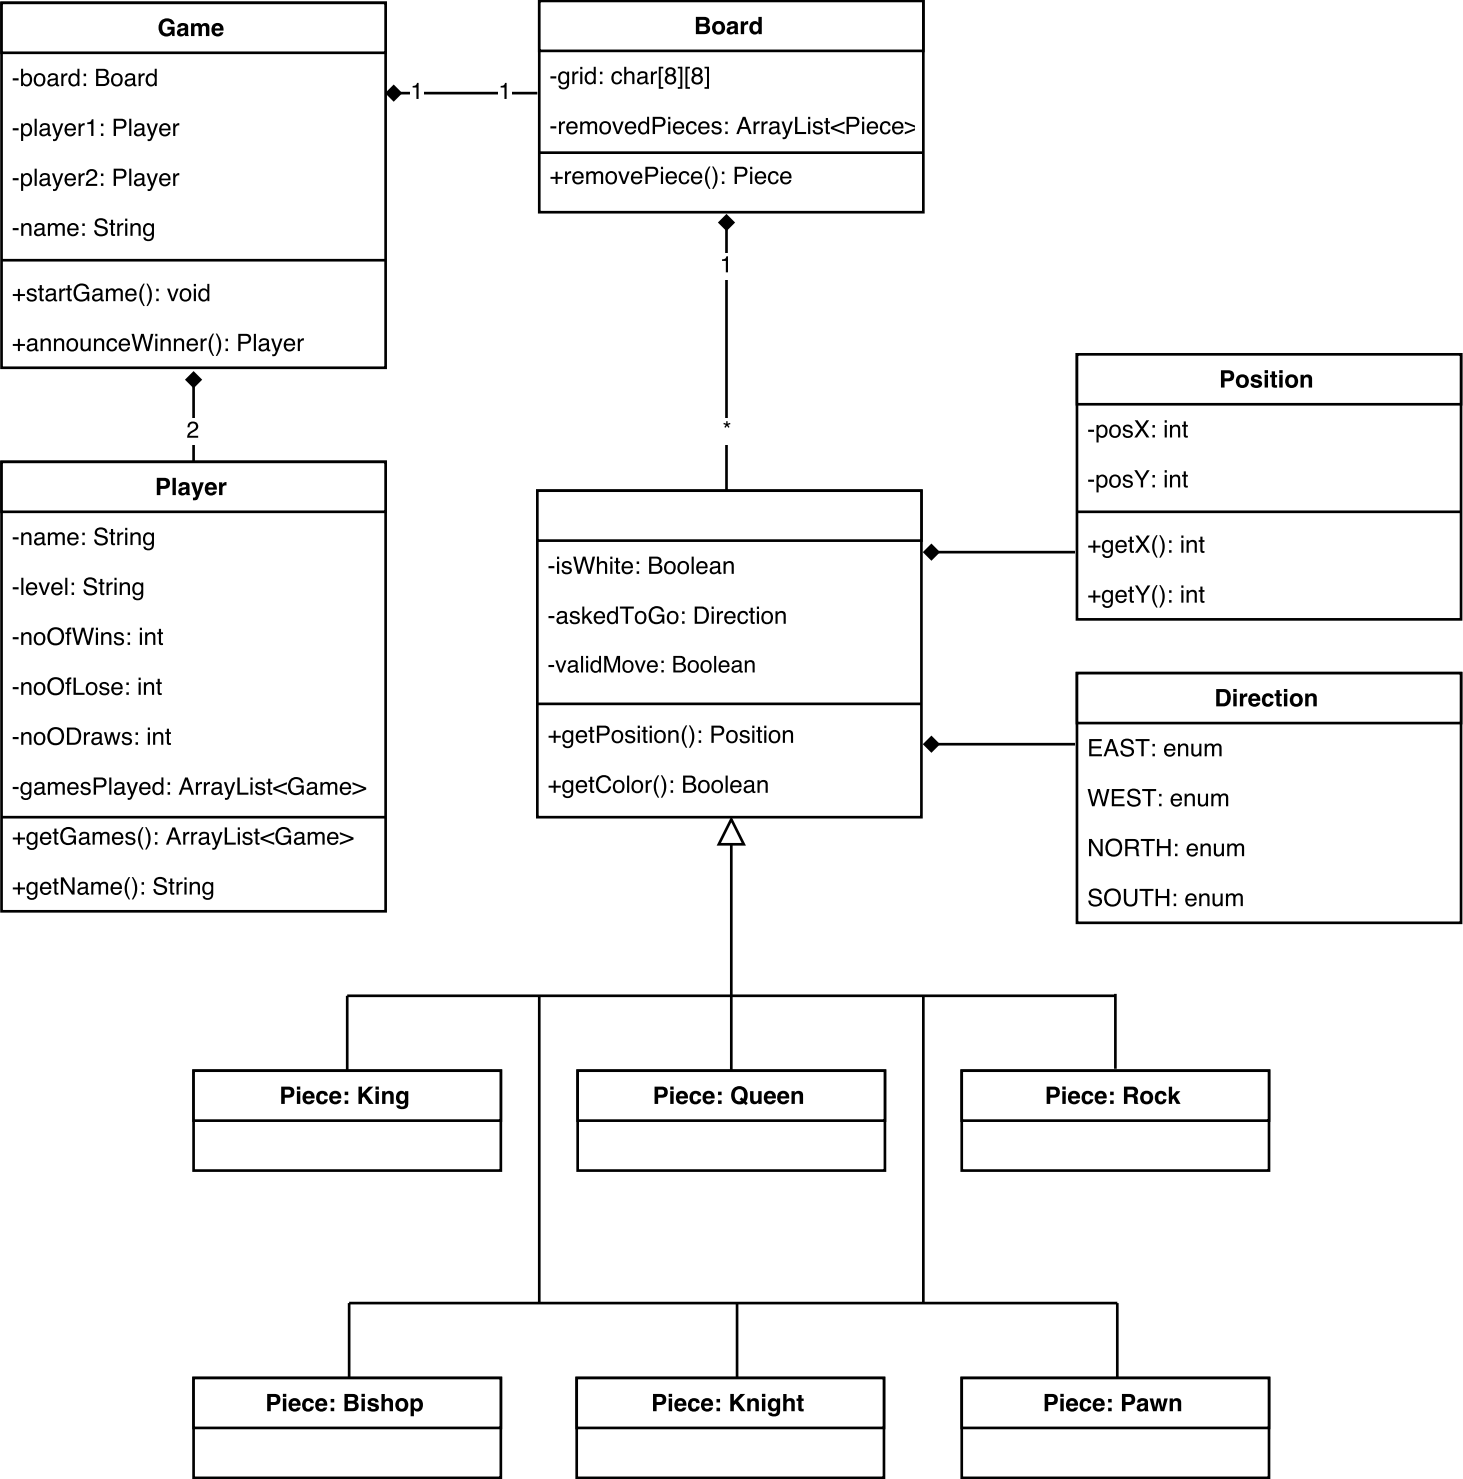 Game
-board: Board
-player1: Player
-player2: Player
-name: String
+startGame(): void
+announceWinner(): Player
1
1
Board
-grid: char[8][8]
-removedPieces: ArrayList<Piece>
+removePiece(): Piece
1
*
2
Player
-name: String
-level: String
-noOfWins: int
-noOfLose: int
-noODraws: int
-gamesPlayed: ArrayList<Game>
+getGames(): ArrayList<Game>
+getName(): String
-isWhite: Boolean
-askedToGo: Direction
-validMove: Boolean
+getPosition(): Position
+getColor(): Boolean
Position
-posX: int
-posY: int
+getX(): int
+getY(): int
Direction
EAST: enum
WEST: enum
NORTH: enum
SOUTH: enum
Piece: King
Piece: Queen
Piece: Rock
Piece: Bishop
Piece: Knight
Piece: Pawn